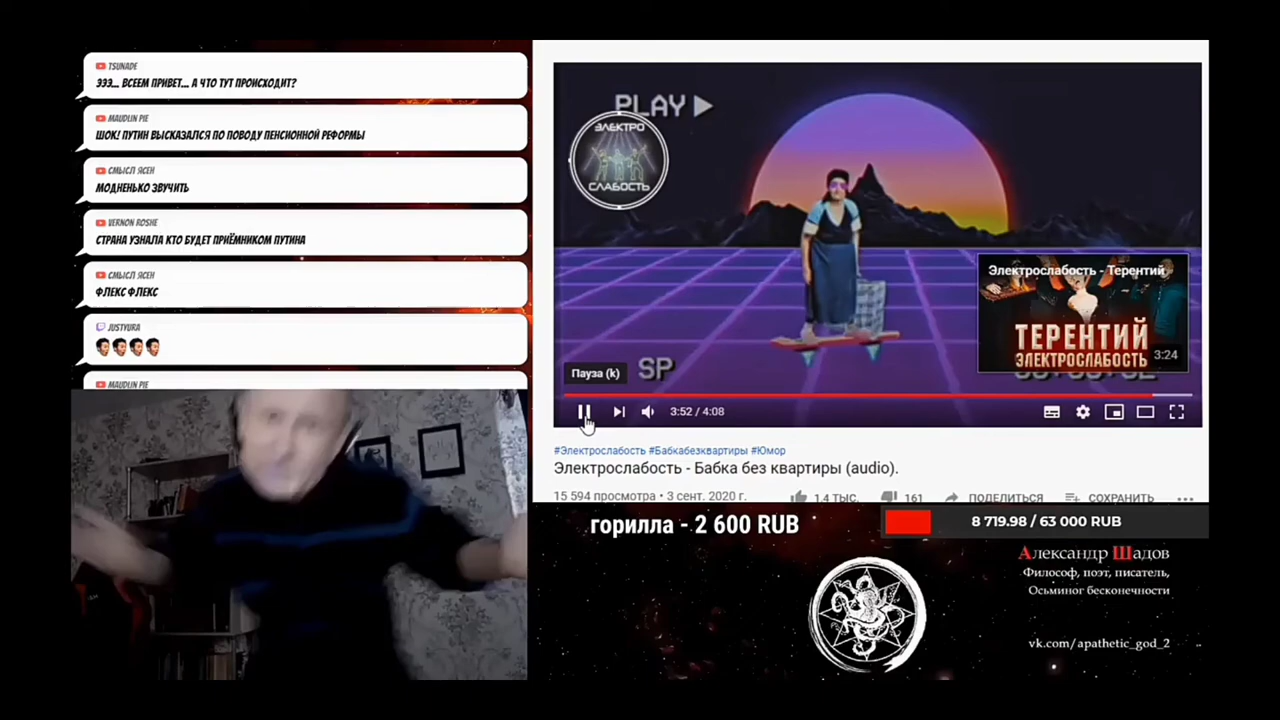 TSUNADE
ЭЭЭ... ВСЕЕМ ПРИВЕТ... А ЧТО ТУТ ПРОИСХОДИТ?
MAUDLIN PIE
ШОК! ПУТИН ВЫСКАЗАЛСЯ ПО ПОВОДУ ПЕНСИОННОЙ РЕФОРМЫ
СМЫСЛ ЯСЕН
МОДНЕНЬКО ЗВУЧИТЬ
VERNON ROSHE
СТРАНА УЗНАЛА КТО БУДЕТ ПРИЁМНИКОМ ПУТИНА
СМЫСЛ ЯСЕН
ФЛЕКС ФЛЕКС
JUSTYURA
MAUDLIN PIE
PLAY
ЭЛЕКТРО
СЛАБОСТЬ
Электрослабость - Терентий
ТЕРЕНТИЙ
ЭЛЕКТРОСЛАБОСТЬ
3:24
Пауза (k)
SP
3:52 / 4:08
#Электрослабость #Бабкабезквартиры #Юмор
Электрослабость - Бабка без квартиры (audio).
15 594 просмотра • 3 сент. 2020 г.
1,4 ТЫС.
161
ПОДЕЛИТЬСЯ
СОХРАНИТЬ
горилла - 2 600 RUB
8 719.98 / 63 000 RUB
Александр Шадов
Философ, поэт, писатель,
Осьминог бесконечности
vk.com/apathetic_god_2